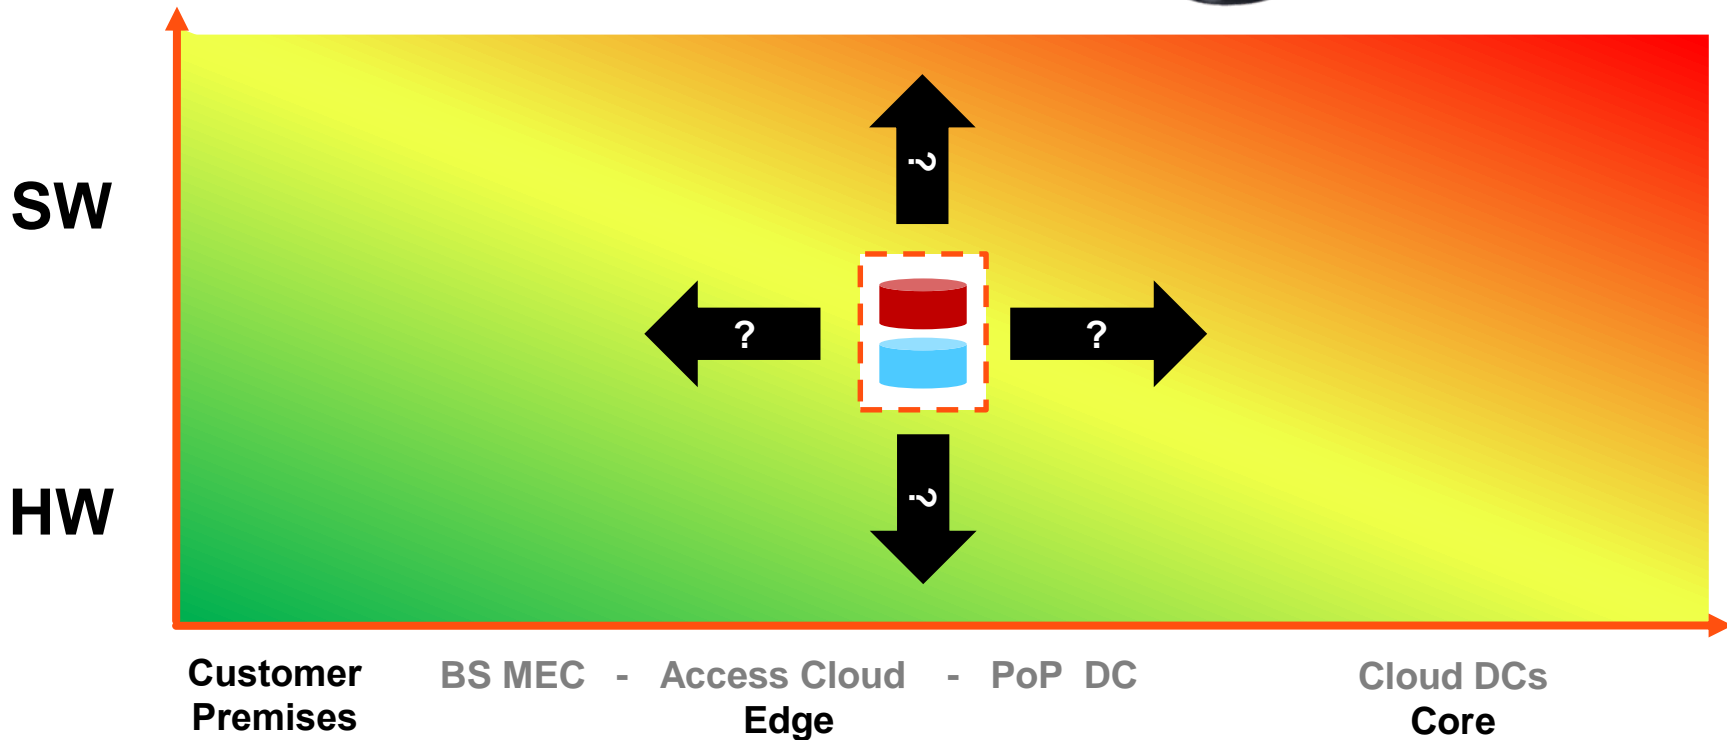 ?
SW
? ?
HW
?
Customer Premises
BS MEC - Access Cloud - PoP DC
Edge
Cloud DCs
Core